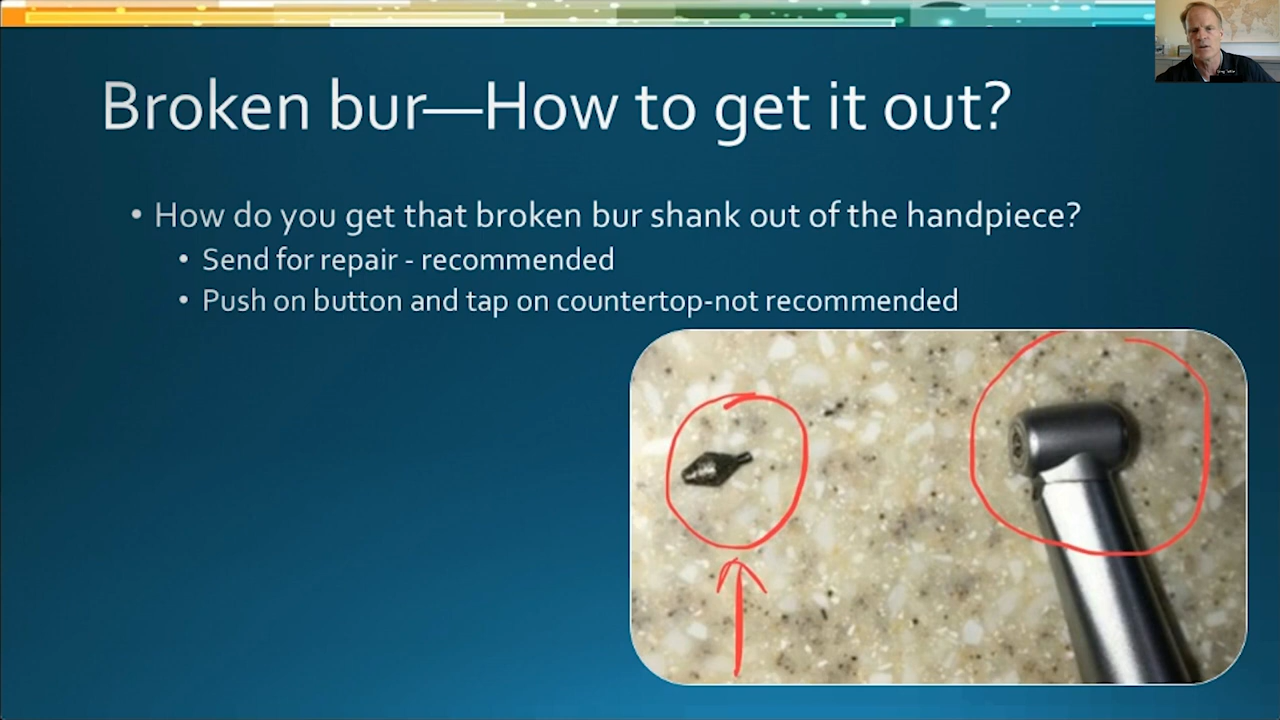 Broken bur—How to get it out?
• How do you get that broken bur shank out of the handpiece?
• Send for repair - recommended
• Push on button and tap on countertop-not recommended